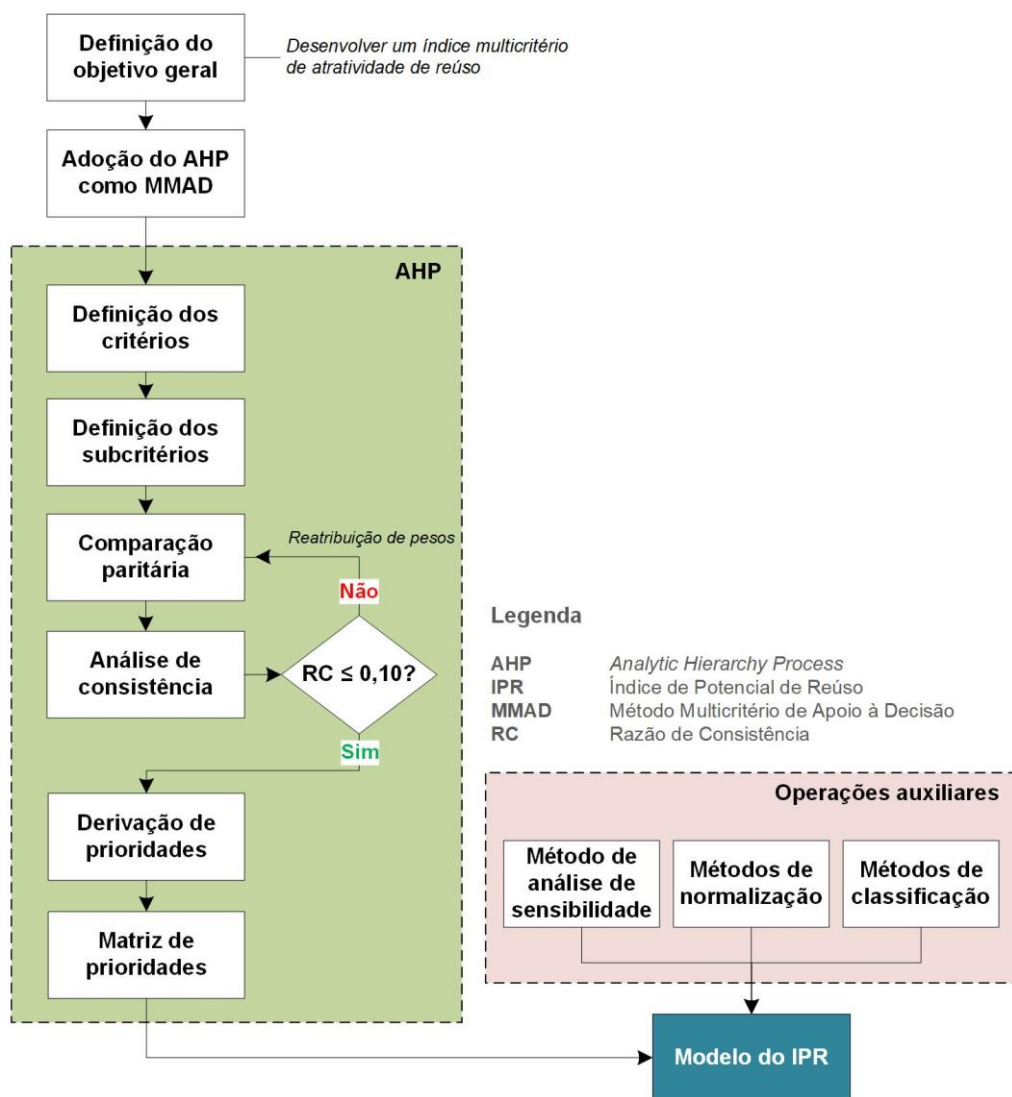 Definição do
objetivo geral
Desenvolver um índice multicritério
de atratividade de reúso
Adoção do AHP
como MMAD
AHP
Definição dos
critérios
Definição dos
subcritérios
Comparação
paritária
Reatribuição de pesos
Não
Análise de
consistência
RC ≤ 0,10?
Sim
Derivação de
prioridades
Matriz de
prioridades
Legenda
AHP Analytic Hierarchy Process
IPR Índice de Potencial de Reúso
MMAD Método Multicritério de Apoio à Decisão
RC Razão de Consistência
Operações auxiliares
Método de
análise de
sensibilidade
Métodos de
normalização
Métodos de
classificação
Modelo do IPR